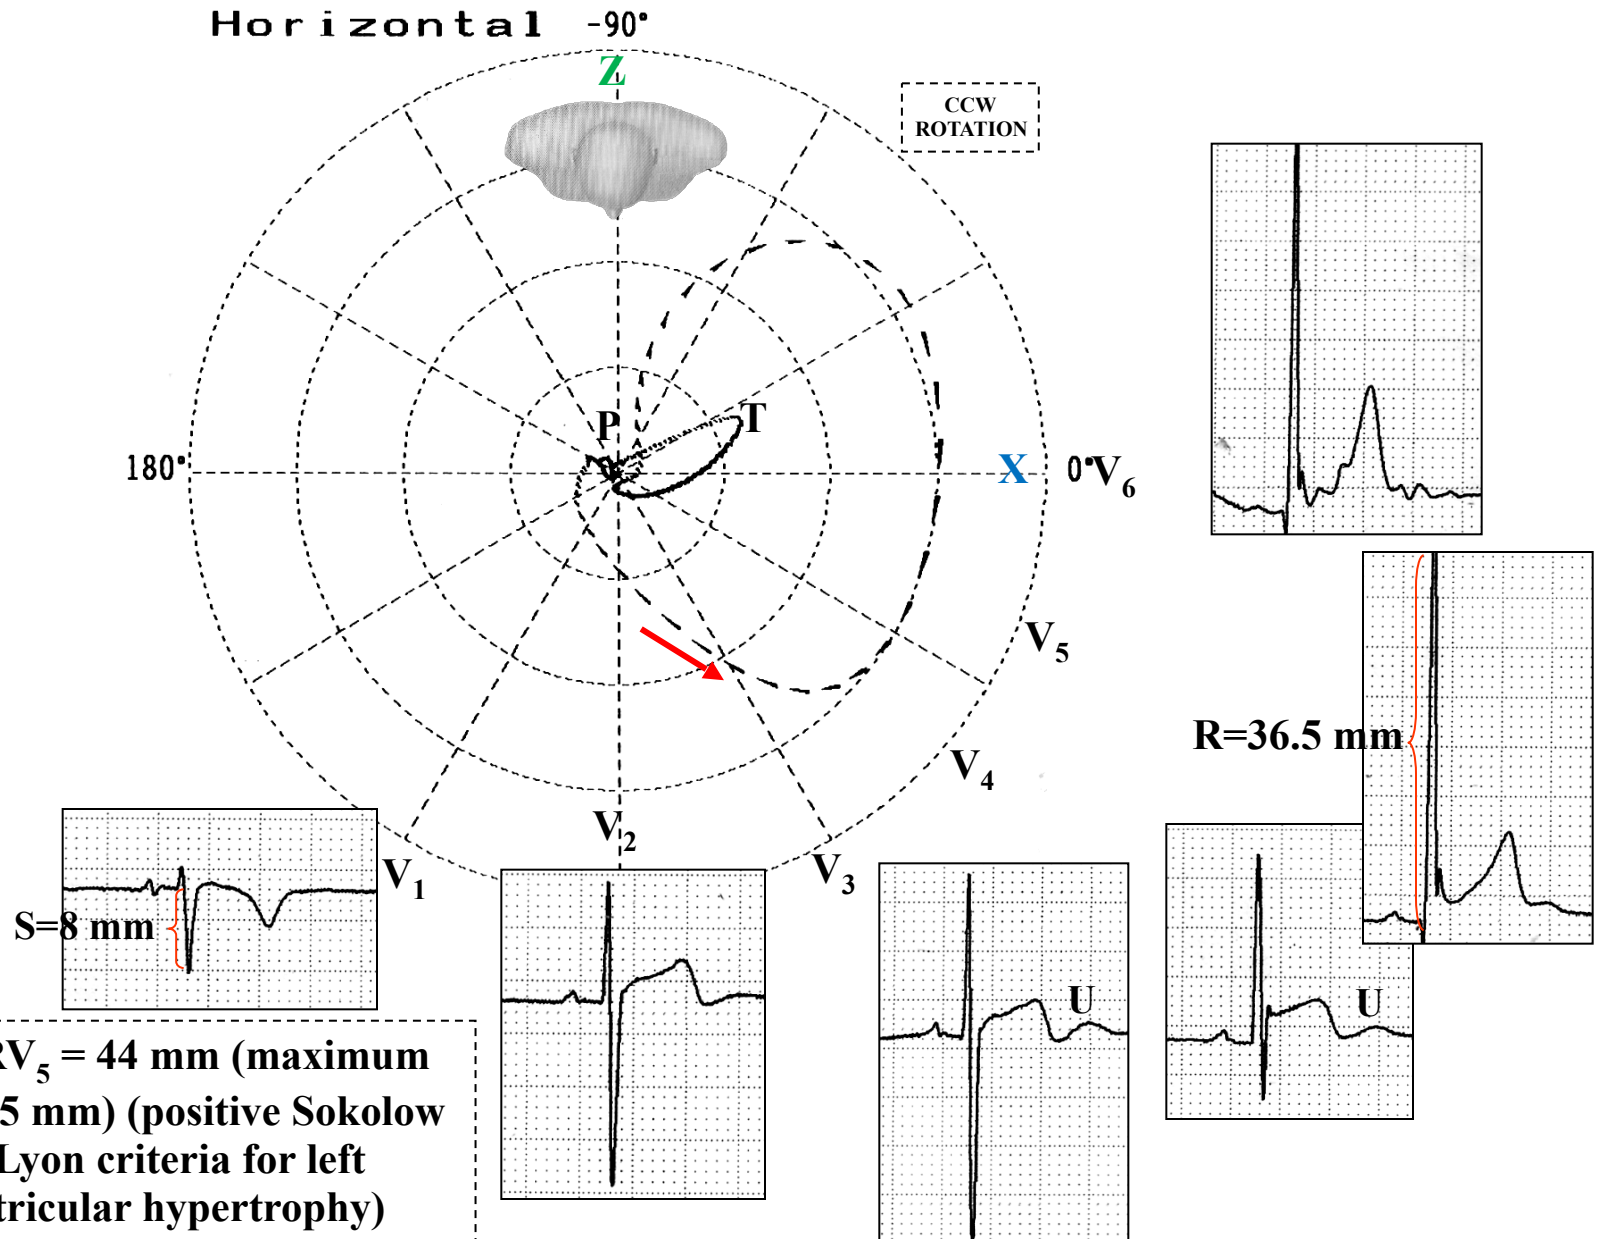 Horizontal -90°
Z
CCW
ROTATION
P
T
180°
X
0°
V6
V5
R=36.5 mm
V4
V2
V3
V1
S=8 mm
U
U
RV5 = 44 mm (maximum
5 mm) (positive Sokolow
Lyon criteria for left
tricular hypertrophy)